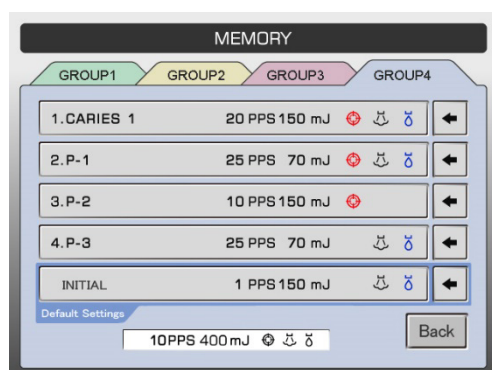 MEMORY
GROUP1 GROUP2 GROUP3 GROUP4
1.CARIES 1 20 PPS 150 mJ
2.P-1 25 PPS 70 mJ
3.P-2 10 PPS 150 mJ
4.P-3 25 PPS 70 mJ
INITIAL 1 PPS 150 mJ
Default Settings
10PPS 400 mJ
Back